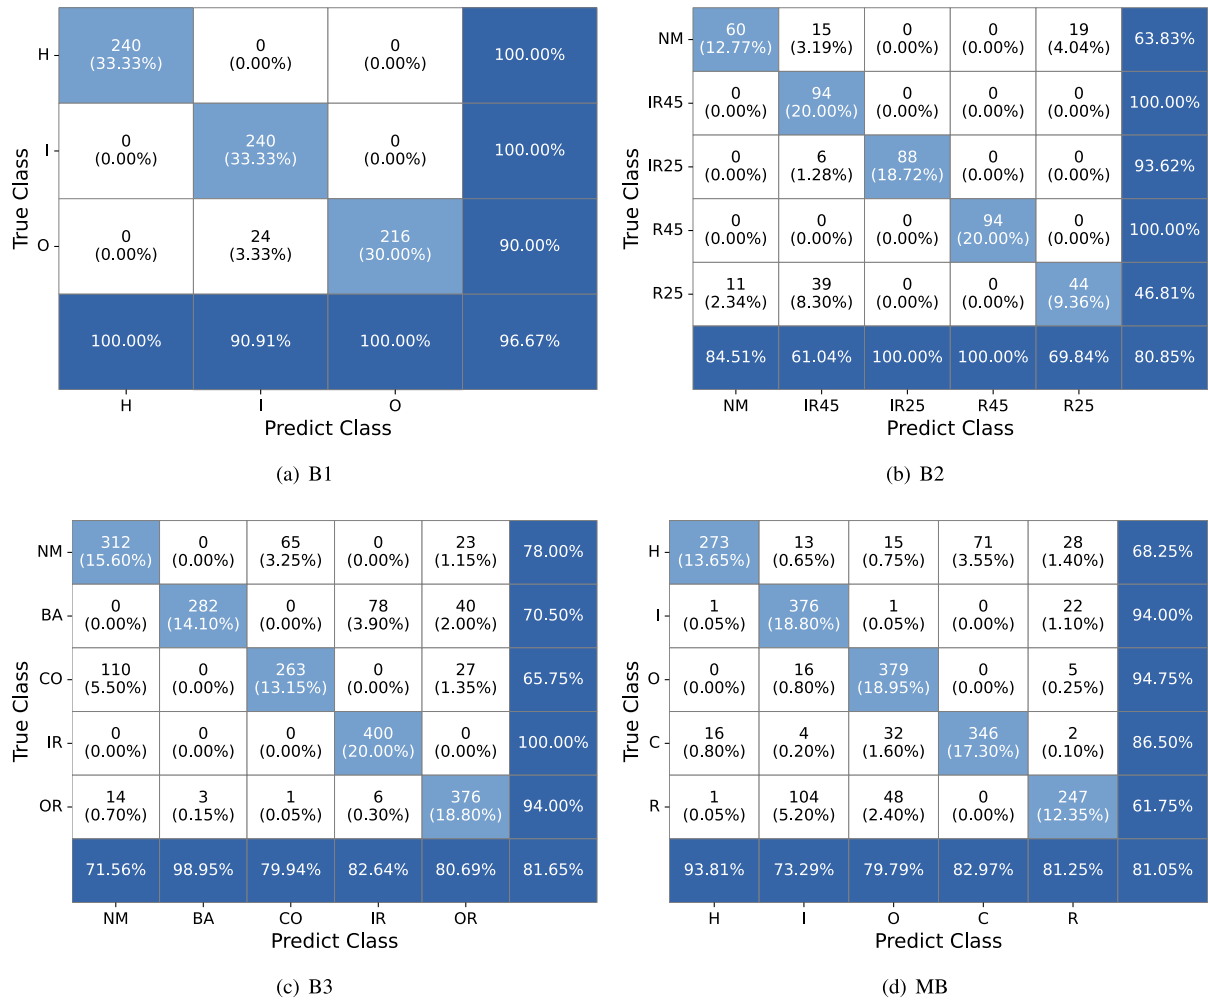 H 240 0 0 100.00%
(33.33%) (0.00%) (0.00%)
I 0 240 0 100.00%
(0.00%) (33.33%) (0.00%)
O 0 24 216 90.00%
(0.00%) (3.33%) (30.00%)
100.00% 90.91% 100.00% 96.67%
H I O
Predict Class
True Class
(a) B1
NM 60 15 0 0 19 63.83%
(12.77%) (3.19%) (0.00%) (0.00%) (4.04%)
IR45 0 94 0 0 0 100.00%
(0.00%) (20.00%) (0.00%) (0.00%) (0.00%)
IR25 0 6 88 0 0 93.62%
(0.00%) (1.28%) (18.72%) (0.00%) (0.00%)
R45 0 0 0 94 0 100.00%
(0.00%) (0.00%) (0.00%) (20.00%) (0.00%)
R25 11 39 0 0 44 46.81%
(2.34%) (8.30%) (0.00%) (0.00%) (9.36%)
84.51% 61.04% 100.00% 100.00% 69.84% 80.85%
NM IR45 IR25 R45 R25
Predict Class
True Class
(b) B2
NM 312 0 65 0 23 78.00%
(15.60%) (0.00%) (3.25%) (0.00%) (1.15%)
BA 0 282 0 78 40 70.50%
(0.00%) (14.10%) (0.00%) (3.90%) (2.00%)
CO 110 0 263 0 27 65.75%
(5.50%) (0.00%) (13.15%) (0.00%) (1.35%)
IR 0 0 0 400 0 100.00%
(0.00%) (0.00%) (0.00%) (20.00%) (0.00%)
OR 14 3 1 6 376 94.00%
(0.70%) (0.15%) (0.05%) (0.30%) (18.80%)
71.56% 98.95% 79.94% 82.64% 80.69% 81.65%
NM BA CO IR OR
Predict Class
True Class
(c) B3
H 273 13 15 71 28 68.25%
(13.65%) (0.65%) (0.75%) (3.55%) (1.40%)
I 1 376 1 0 22 94.00%
(0.05%) (18.80%) (0.05%) (0.00%) (1.10%)
O 0 16 379 0 5 94.75%
(0.00%) (0.80%) (18.95%) (0.00%) (0.25%)
C 16 4 32 346 2 86.50%
(0.80%) (0.20%) (1.60%) (17.30%) (0.10%)
R 1 104 48 0 247 61.75%
(0.05%) (5.20%) (2.40%) (0.00%) (12.35%)
93.81% 73.29% 79.79% 82.97% 81.25% 81.05%
H I O C R
Predict Class
True Class
(d) MB